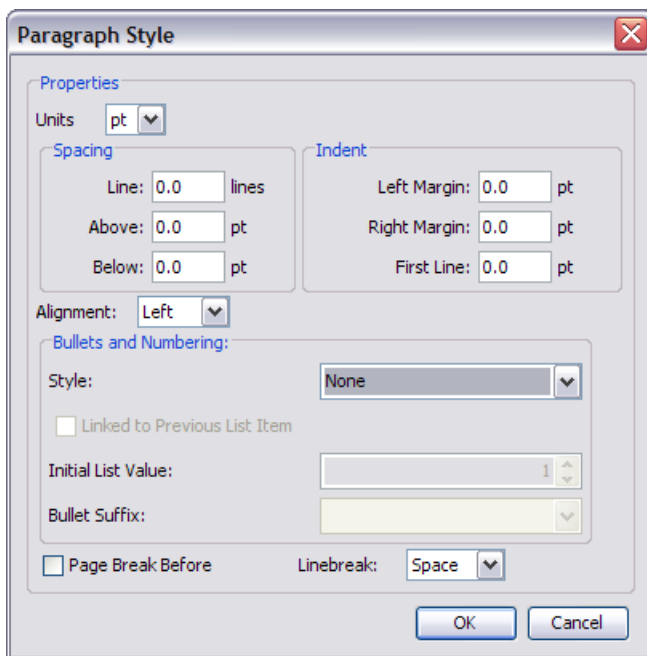 Paragraph Style
Properties
Units pt
Spacing
Line: 0.0 lines
Above: 0.0 pt
Below: 0.0 pt
Indent
Left Margin: 0.0 pt
Right Margin: 0.0 pt
First Line: 0.0 pt
Alignment: Left
Bullets and Numbering:
Style: None
Linked to Previous List Item
Initial List Value: 1
Bullet Suffix:
Page Break Before Linebreak: Space
OK Cancel